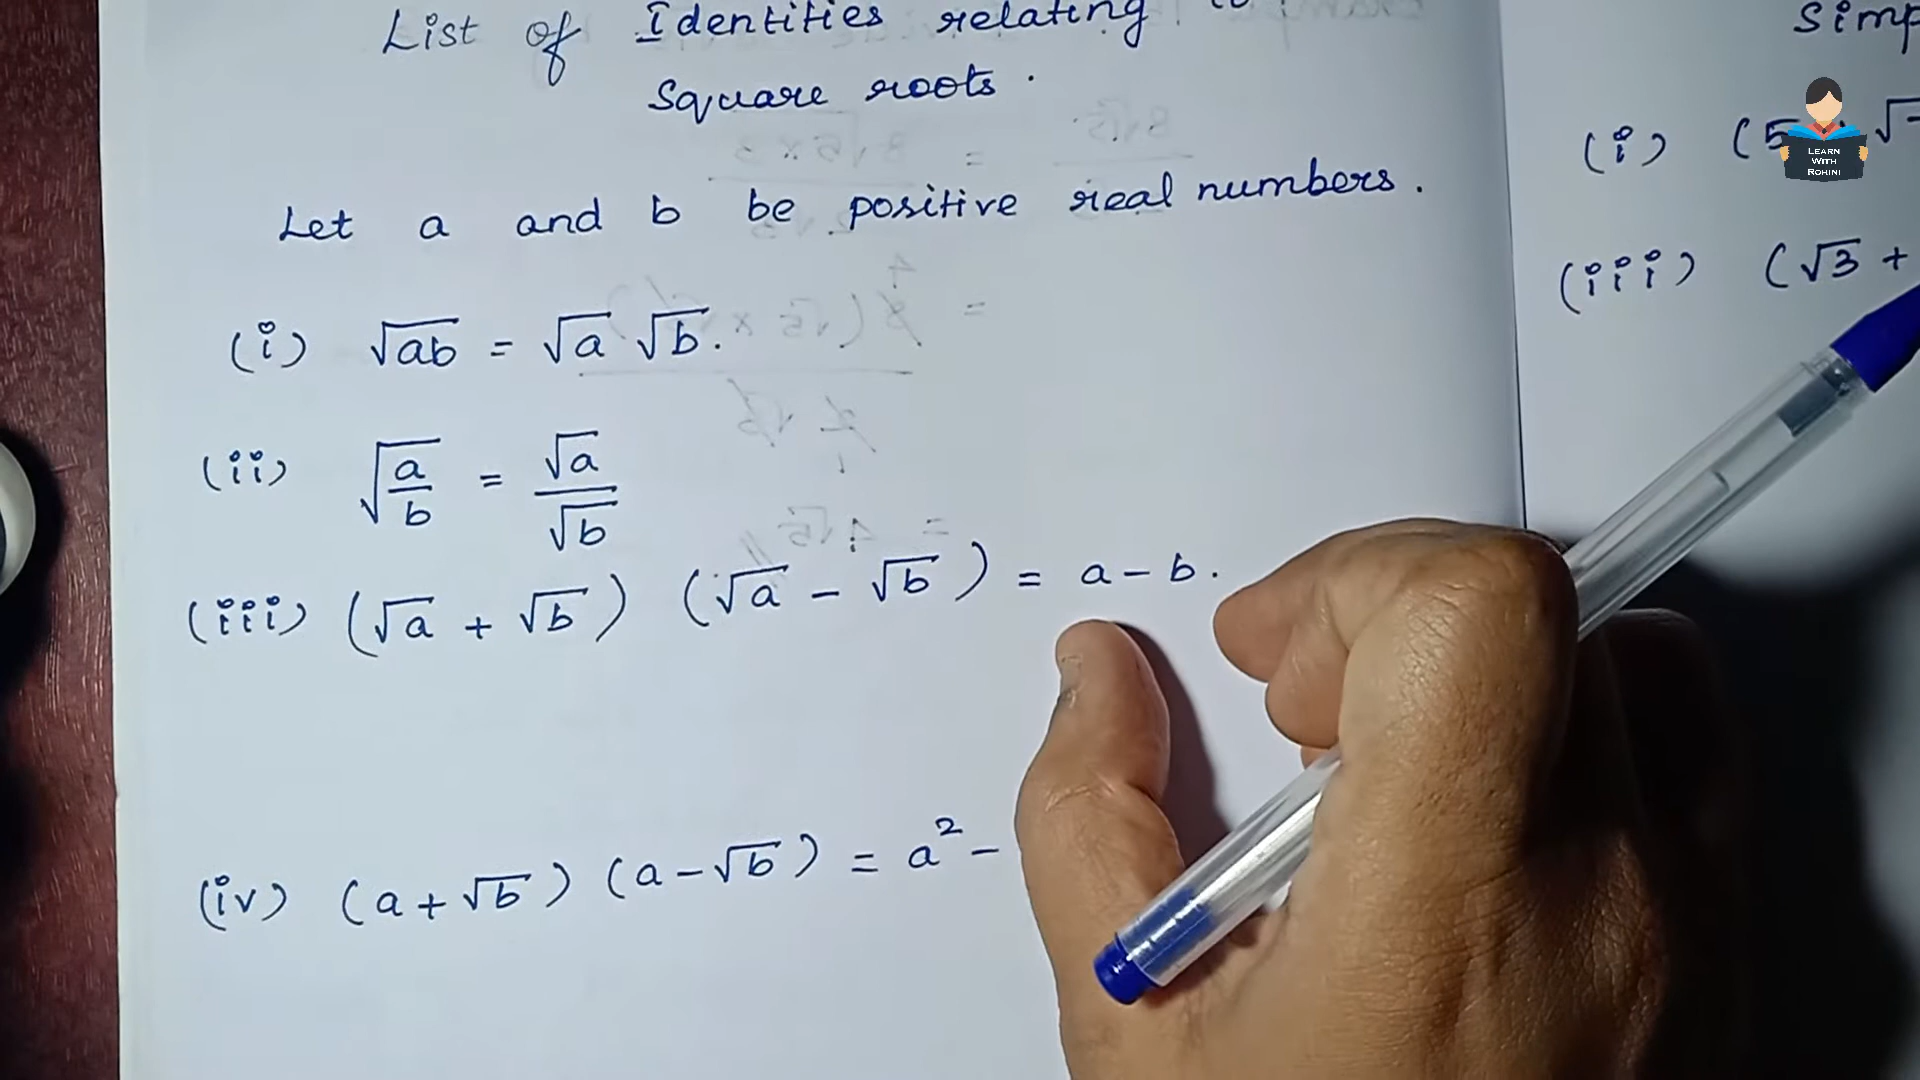 List of Identities relating to
Square roots.
Let a and b be positive real numbers.
(i) √ab = √a √b.
(ii) √(a/b) = √a/√b
(iii) (√a + √b) (√a − √b) = a − b.
(iv) (a + √b) (a − √b) = a² −
Simp
(i) (5
(iii) (√3 +
LEARN
WITH
ROHINI